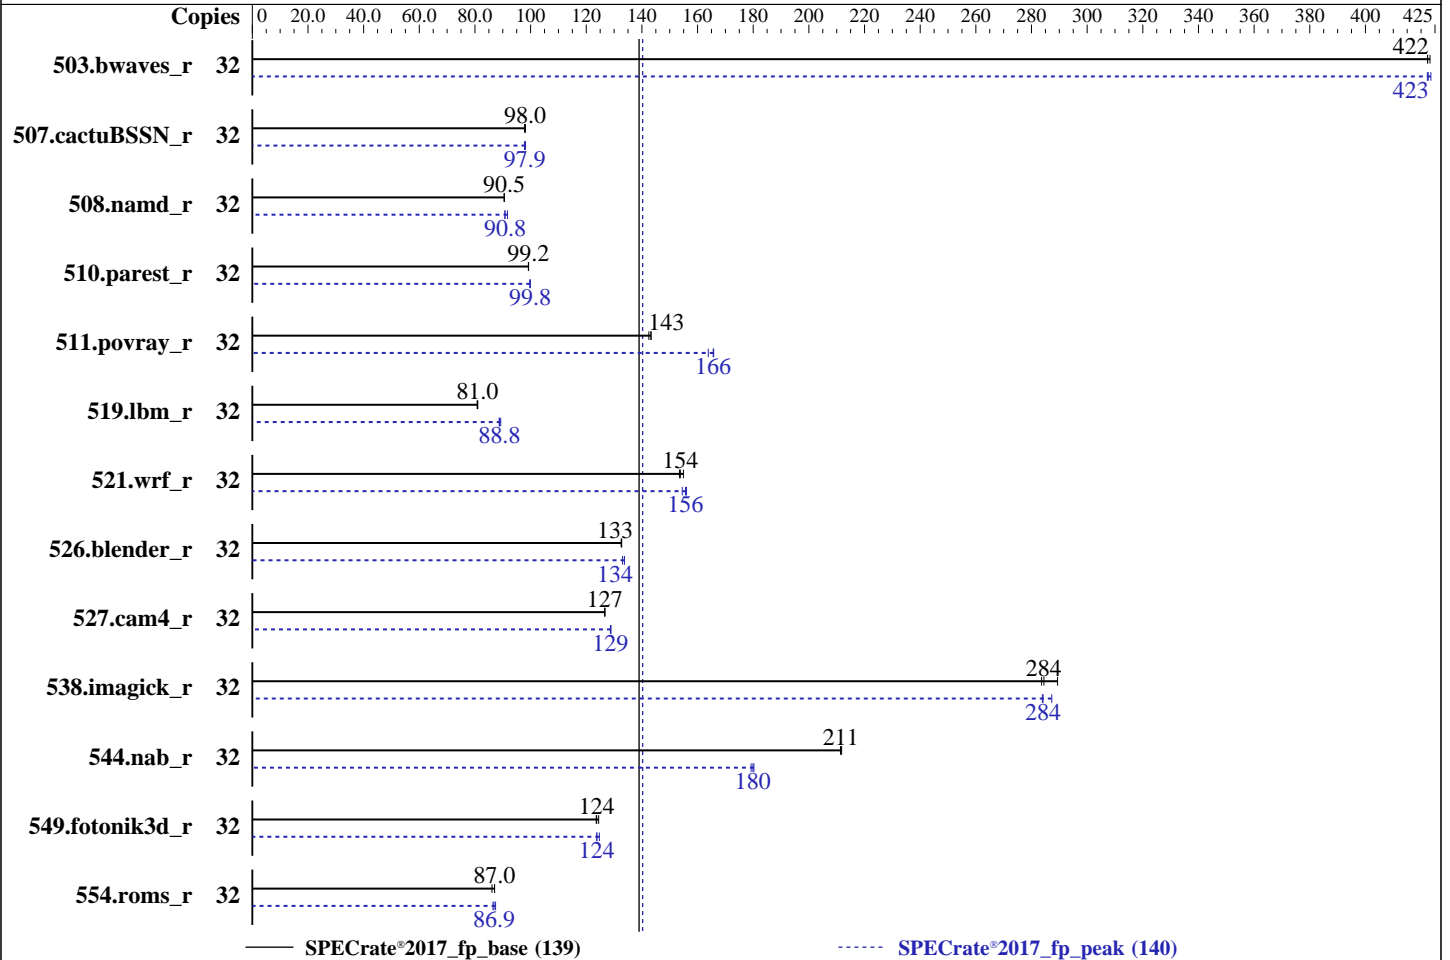 Copies 0 20.0 40.0 60.0 80.0 100 120 140 160 180 200 220 240 260 280 300 320 340 360 380 400 425
422
503.bwaves_r 32
423
98.0
507.cactuBSSN_r 32
97.9
90.5
508.namd_r 32
90.8
99.2
510.parest_r 32
99.8
143
511.povray_r 32
166
81.0
519.lbm_r 32
88.8
154
521.wrf_r 32
156
133
526.blender_r 32
134
127
527.cam4_r 32
129
284
538.imagick_r 32
284
211
544.nab_r 32
180
124
549.fotonik3d_r 32
124
87.0
554.roms_r 32
86.9
SPECrate®2017_fp_base (139) SPECrate®2017_fp_peak (140)